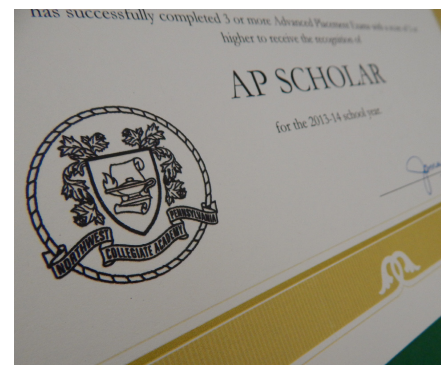 has successfully completed 3 or more Advanced Placement Exams with a score of 3 or
higher to receive the recognition of
AP SCHOLAR
for the 2013-14 school year.
NORTHWEST
COLLEGIATE ACADEMY
PENNSYLVANIA